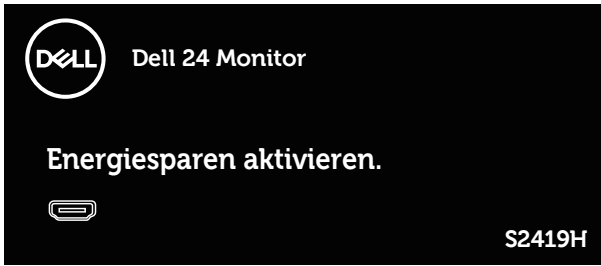 DELL
Dell 24 Monitor
Energiesparen aktivieren.
S2419H